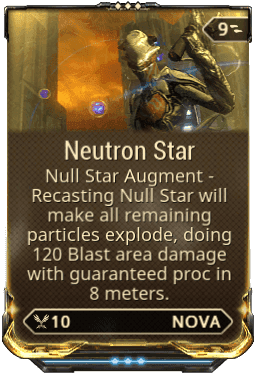 9
Neutron Star
Null Star Augment -
Recasting Null Star will
make all remaining
particles explode, doing
120 Blast area damage
with guaranteed proc in
8 meters.
10 NOVA